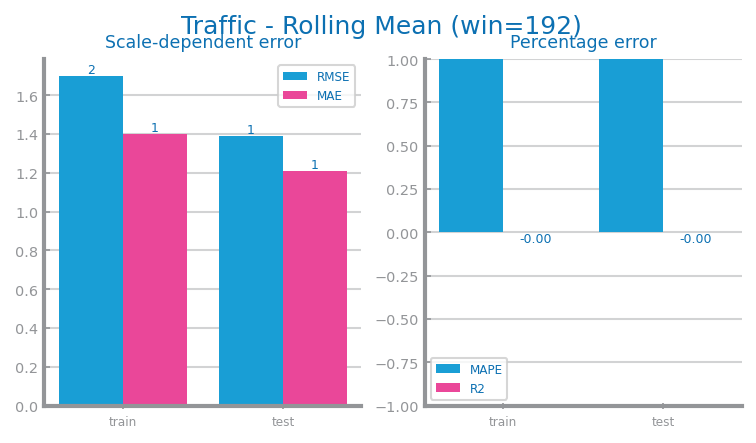 Traffic - Rolling Mean (win=192)
Scale-dependent error
2
1
1
1
RMSE
MAE
1.6
1.4
1.2
1.0
0.8
0.6
0.4
0.2
0.0
train
test
Percentage error
1.00
0.75
0.50
0.25
0.00
−0.25
−0.50
−0.75
−1.00
-0.00
-0.00
MAPE
R2
train
test